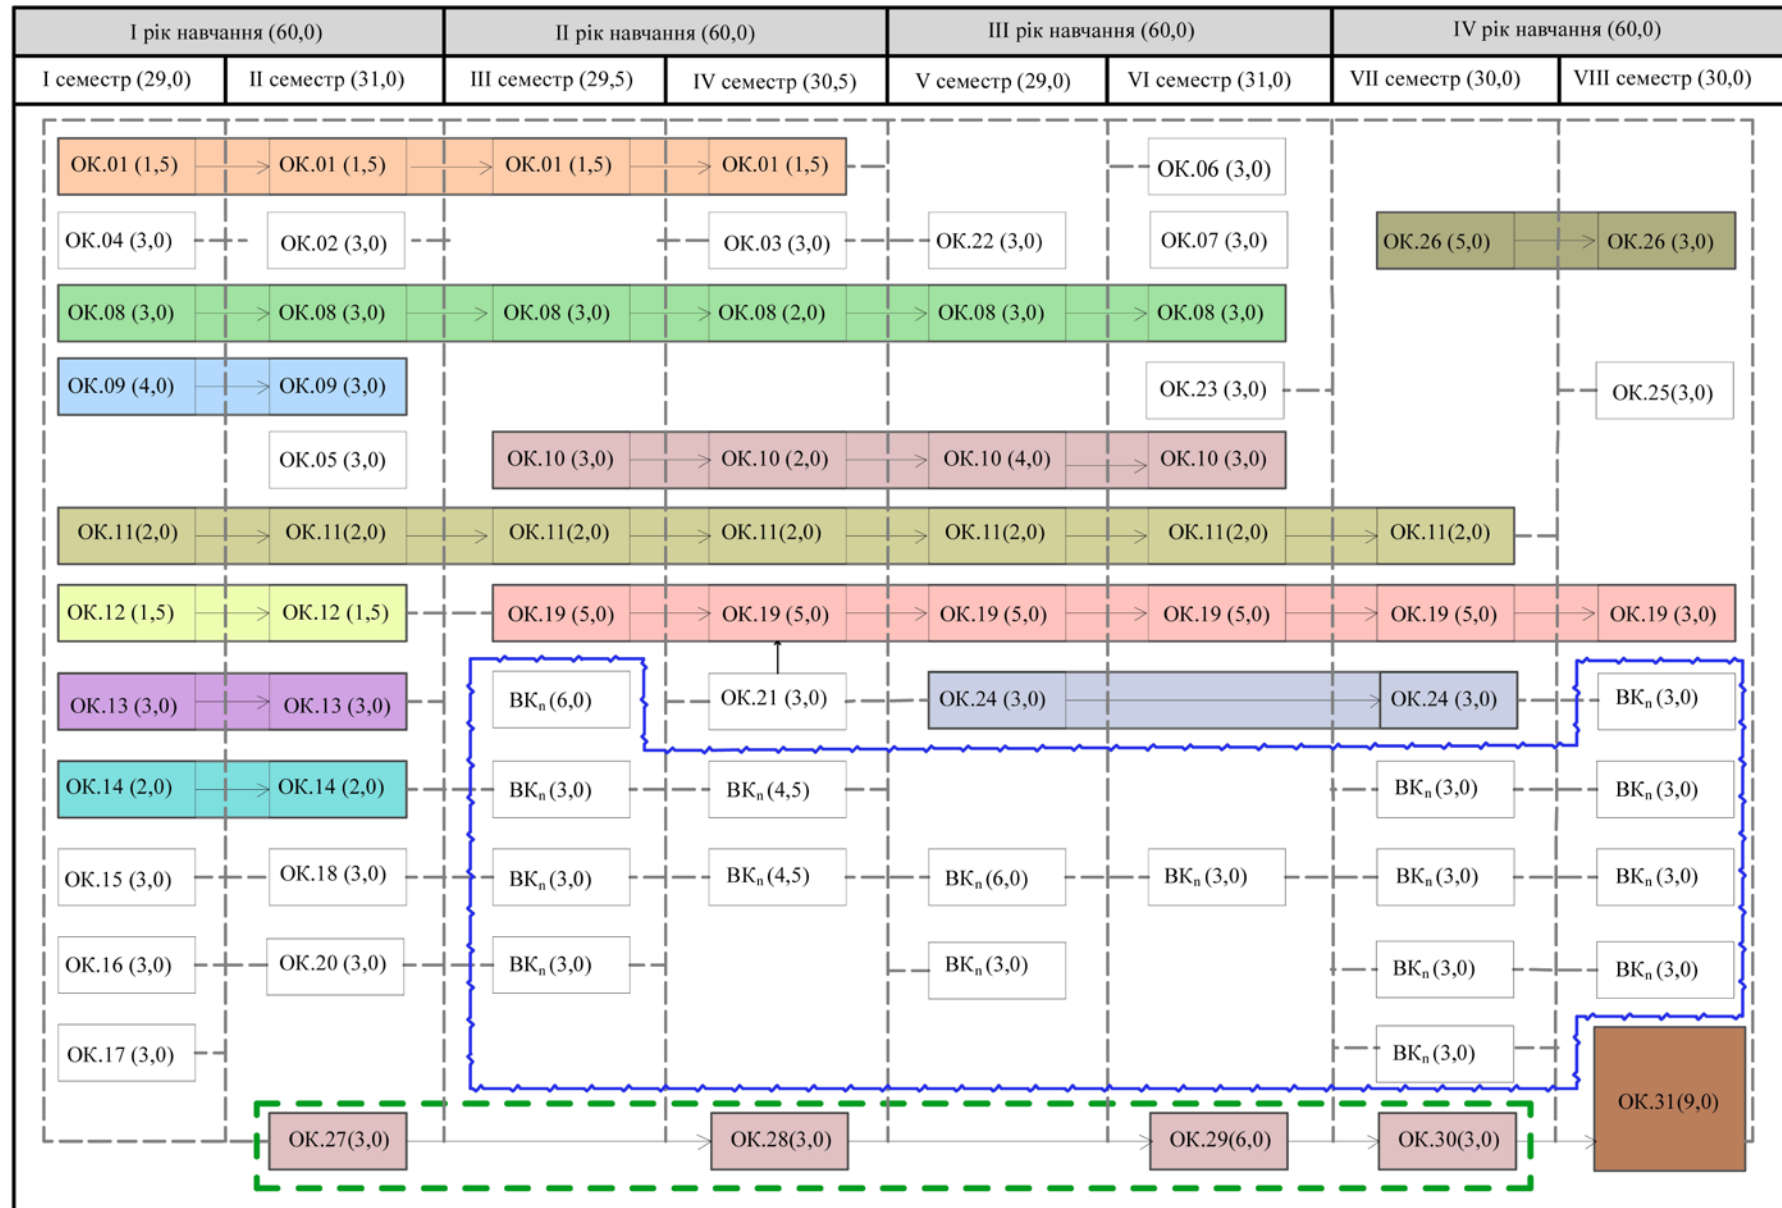 І рік навчання (60,0) ІІ рік навчання (60,0) ІІІ рік навчання (60,0) IV рік навчання (60,0)
І семестр (29,0) ІІ семестр (31,0) ІІІ семестр (29,5) IV семестр (30,5) V семестр (29,0) VI семестр (31,0) VII семестр (30,0) VIII семестр (30,0)
ОК.01 (1,5) ОК.01 (1,5) ОК.01 (1,5) ОК.01 (1,5) ОК.06 (3,0)
ОК.04 (3,0) ОК.02 (3,0) ОК.03 (3,0) ОК.22 (3,0) ОК.07 (3,0) ОК.26 (5,0) ОК.26 (3,0)
ОК.08 (3,0) ОК.08 (3,0) ОК.08 (3,0) ОК.08 (2,0) ОК.08 (3,0) ОК.08 (3,0)
ОК.09 (4,0) ОК.09 (3,0) ОК.23 (3,0) ОК.25(3,0)
ОК.05 (3,0) ОК.10 (3,0) ОК.10 (2,0) ОК.10 (4,0) ОК.10 (3,0)
ОК.11(2,0) ОК.11(2,0) ОК.11(2,0) ОК.11(2,0) ОК.11(2,0) ОК.11(2,0) ОК.11(2,0)
ОК.12 (1,5) ОК.12 (1,5) ОК.19 (5,0) ОК.19 (5,0) ОК.19 (5,0) ОК.19 (5,0) ОК.19 (5,0) ОК.19 (3,0)
ОК.13 (3,0) ОК.13 (3,0) ВКn (6,0) ОК.21 (3,0) ОК.24 (3,0) ОК.24 (3,0) ВКn (3,0)
ОК.14 (2,0) ОК.14 (2,0) ВКn (3,0) ВКn (4,5) ВКn (3,0) ВКn (3,0)
ОК.15 (3,0) ОК.18 (3,0) ВКn (3,0) ВКn (4,5) ВКn (6,0) ВКn (3,0) ВКn (3,0) ВКn (3,0)
ОК.16 (3,0) ОК.20 (3,0) ВКn (3,0) ВКn (3,0) ВКn (3,0) ВКn (3,0)
ОК.17 (3,0) ВКn (3,0)
ОК.31(9,0)
ОК.27(3,0) ОК.28(3,0) ОК.29(6,0) ОК.30(3,0)